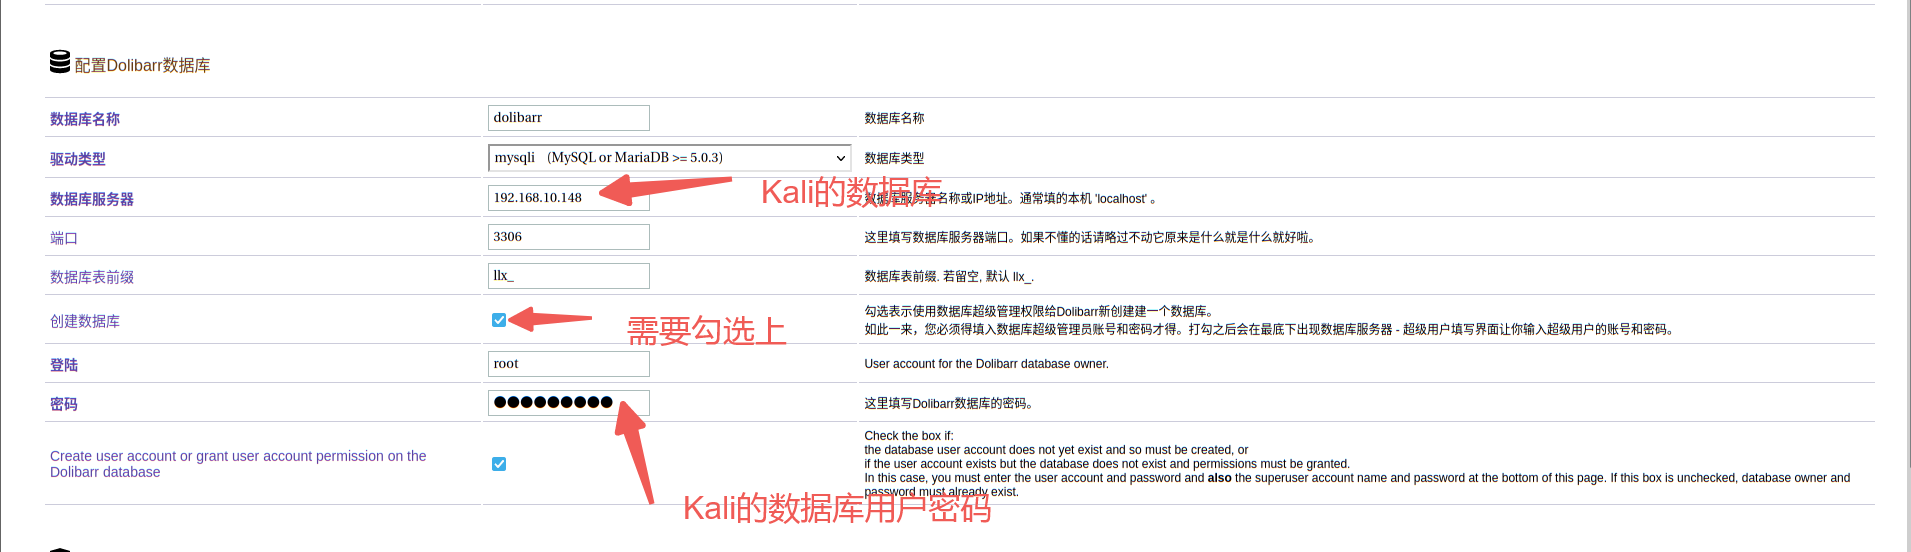 配置Dolibarr数据库
数据库名称
dolibarr
数据库名称
驱动类型
mysqli (MySQL or MariaDB >= 5.0.3)
数据库类型
数据库服务器
192.168.10.148
Kali的数据库
数据库服务器名称或IP地址。通常填的本机 'localhost' 。
端口
3306
这里填写数据库服务器端口。如果不懂的话请略过不动它原来是什么就是什么就好啦。
数据库表前缀
llx_
数据库表前缀. 若留空, 默认 llx_.
创建数据库
需要勾选上
勾选表示使用数据库超级管理权限给Dolibarr新创建建一个数据库。
如此一来，您必须得填入数据库超级管理员账号和密码才得。打勾之后会在最底下出现数据库服务器 - 超级用户填写界面让你输入超级用户的账号和密码。
登陆
root
User account for the Dolibarr database owner.
密码
●●●●●●●●●
这里填写Dolibarr数据库的密码。
Create user account or grant user account permission on the
Dolibarr database
Check the box if:
the database user account does not yet exist and so must be created, or
if the user account exists but the database does not exist and permissions must be granted.
In this case, you must enter the user account and password and also the superuser account name and password at the bottom of this page. If this box is unchecked, database owner and
password must already exist.
Kali的数据库用户密码